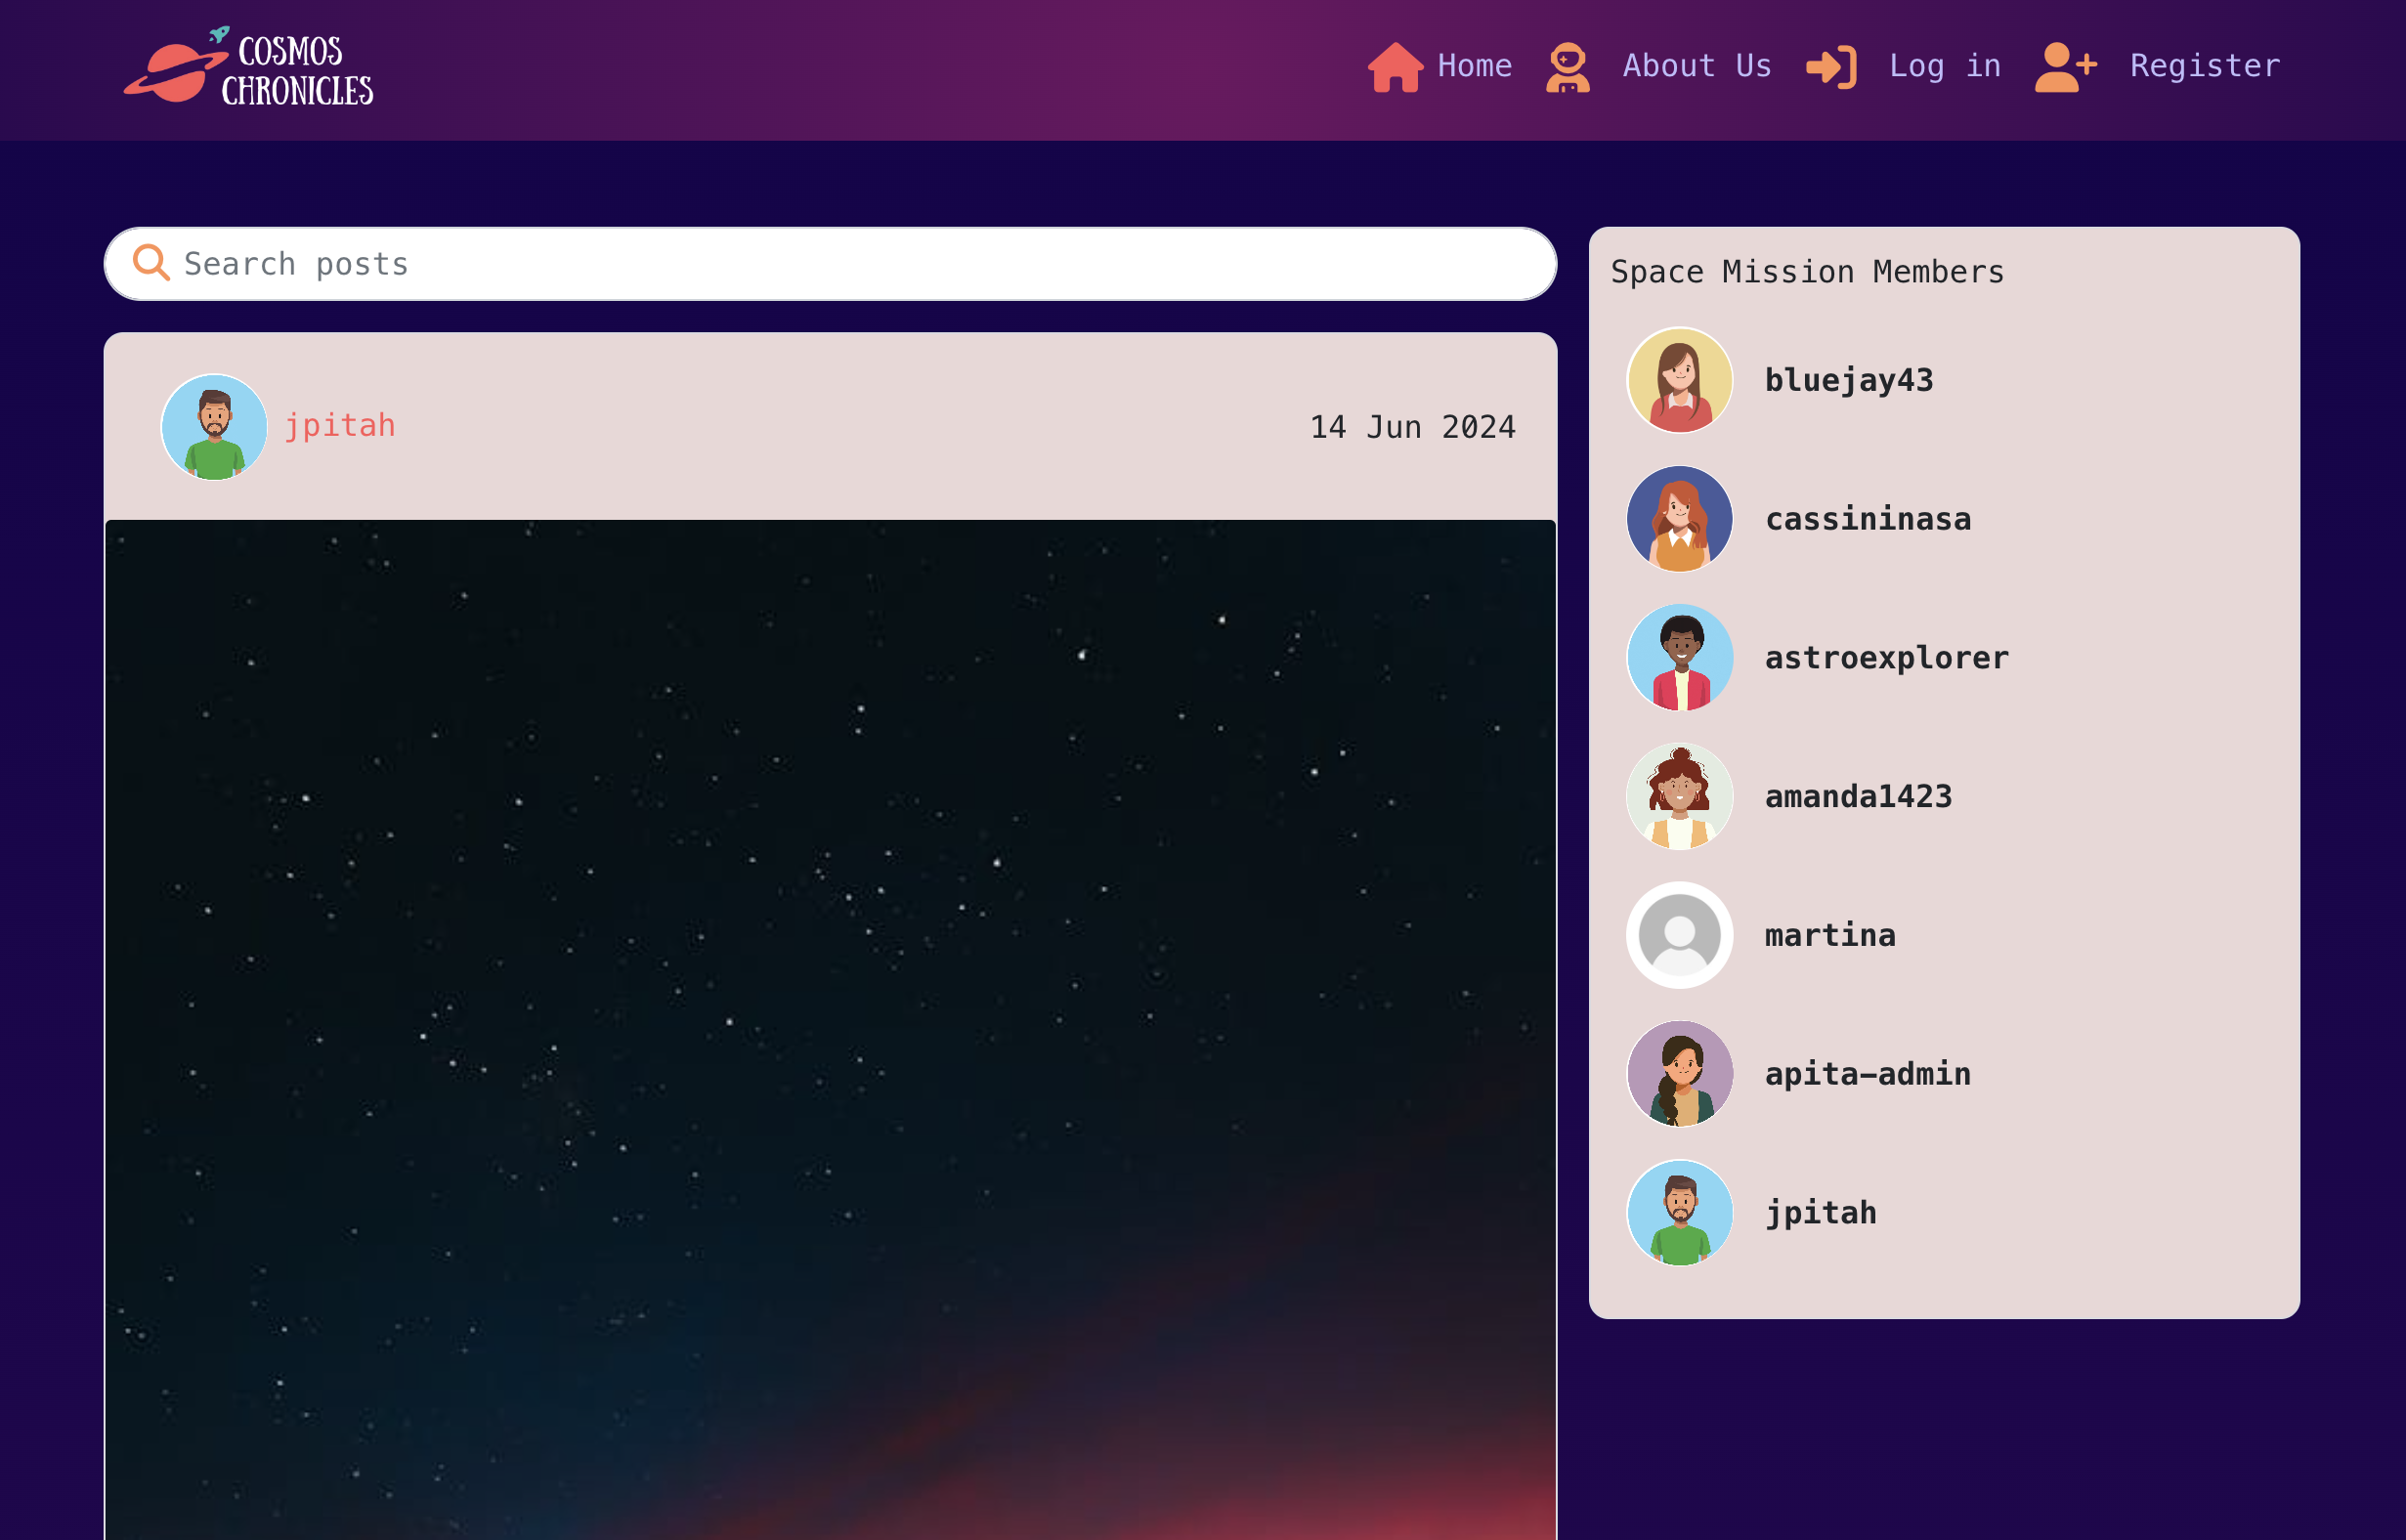 COSMOS
CHRONICLES
Home
About Us
Log in
Register
Search posts
jpitah
14 Jun 2024
Space Mission Members
bluejay43
cassininasa
astroexplorer
amanda1423
martina
apita-admin
jpitah